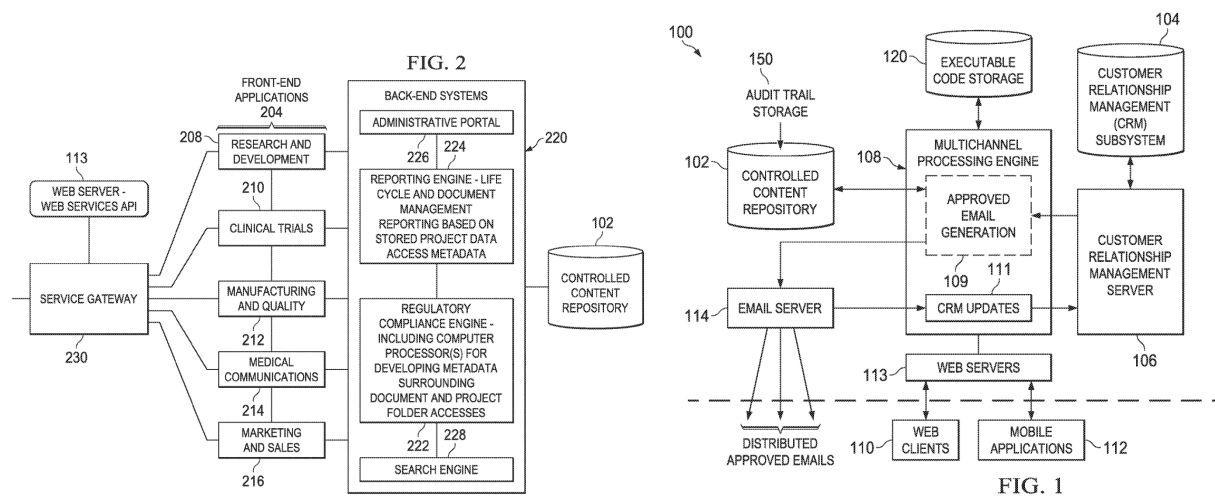 FIG. 2
FRONT-END
APPLICATIONS
204
208
RESEARCH AND
DEVELOPMENT
113
WEB SERVER -
WEB SERVICES API
210
CLINICAL TRIALS
SERVICE GATEWAY
230
MANUFACTURING
AND QUALITY
212
MEDICAL
COMMUNICATIONS
214
MARKETING
AND SALES
216
BACK-END SYSTEMS
ADMINISTRATIVE PORTAL
226
224
220
REPORTING ENGINE - LIFE
CYCLE AND DOCUMENT
MANAGEMENT
REPORTING BASED ON
STORED PROJECT DATA
ACCESS METADATA
REGULATORY
COMPLIANCE ENGINE -
INCLUDING COMPUTER
PROCESSOR(S) FOR
DEVELOPING METADATA
SURROUNDING
DOCUMENT AND PROJECT
FOLDER ACCESSES
222
228
SEARCH ENGINE
102
CONTROLLED
CONTENT
REPOSITORY
100
150
AUDIT TRAIL
STORAGE
102
CONTROLLED
CONTENT
REPOSITORY
120
EXECUTABLE
CODE STORAGE
104
CUSTOMER
RELATIONSHIP
MANAGEMENT
(CRM)
SUBSYSTEM
108
MULTICHANNEL
PROCESSING ENGINE
APPROVED
EMAIL
GENERATION
109
111
CRM UPDATES
CUSTOMER
RELATIONSHIP
MANAGEMENT
SERVER
106
114
EMAIL SERVER
113
WEB SERVERS
DISTRIBUTED
APPROVED EMAILS
110
WEB
CLIENTS
MOBILE
APPLICATIONS
112
FIG. 1